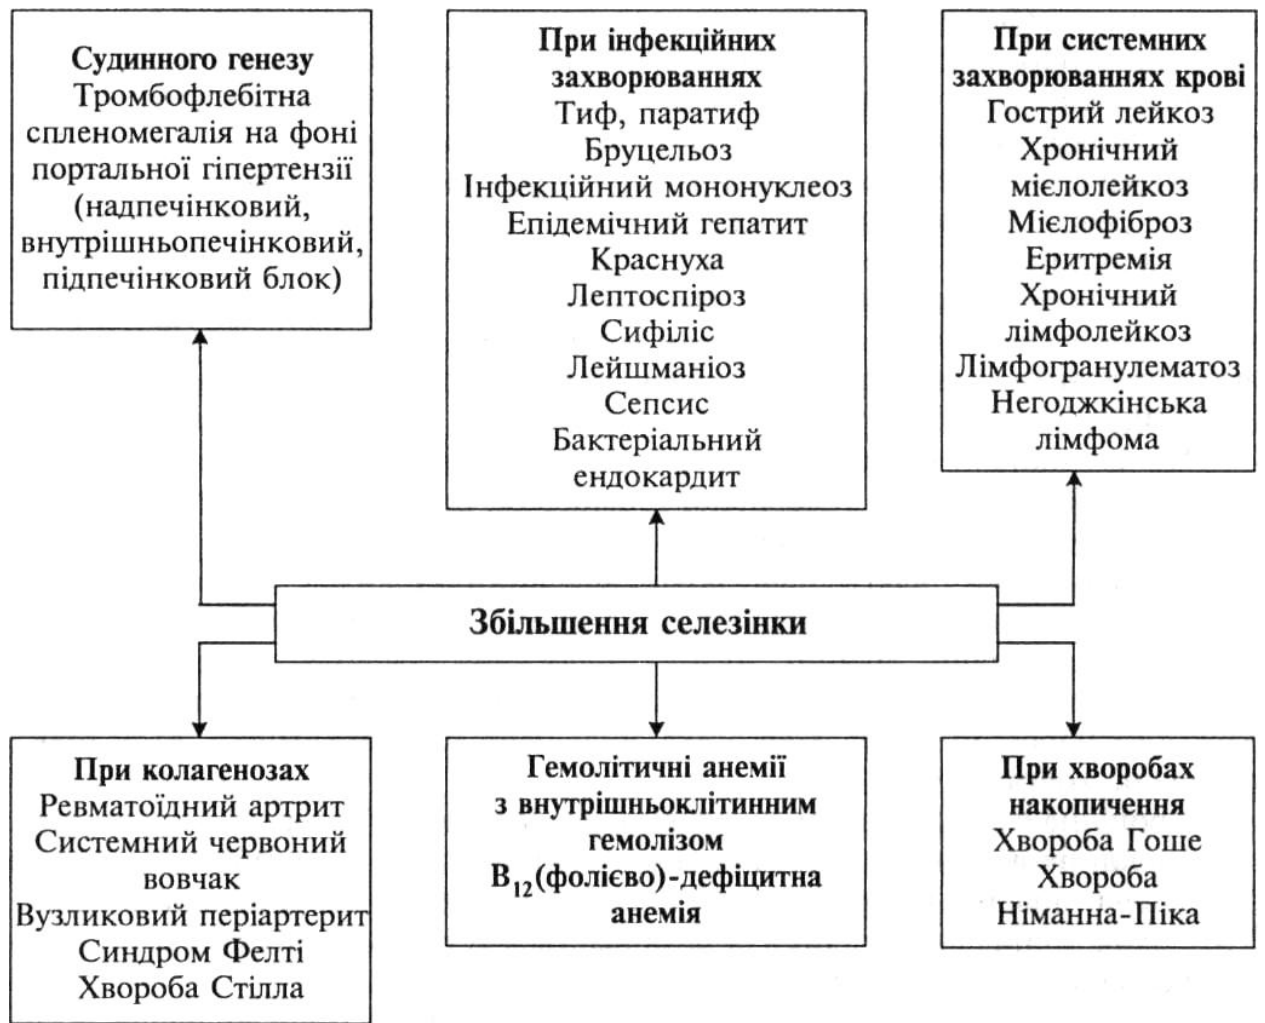 Судинного генезу
Тромбофлебітна
спленомегалія на фоні
портальної гіпертензії
(надпечінковий,
внутрішньопечінковий,
підпечінковий блок)
При інфекційних
захворюваннях
Тиф, паратиф
Бруцельоз
Інфекційний мононуклеоз
Епідемічний гепатит
Краснуха
Лептоспіроз
Сифіліс
Лейшманіоз
Сепсис
Бактеріальний
ендокардит
При системних
захворюваннях крові
Гострий лейкоз
Хронічний
мієлолейкоз
Мієлофіброз
Еритремія
Хронічний
лімфолейкоз
Лімфогранулематоз
Негоджкінська
лімфома
Збільшення селезінки
При колагенозах
Ревматоїдний артрит
Системний червоний
вовчак
Вузликовий періартерит
Синдром Фелті
Хвороба Стілла
Гемолітичні анемії
з внутрішньоклітинним
гемолізом
В₁₂(фолієво)-дефіцитна
анемія
При хворобах
накопичення
Хвороба Гоше
Хвороба
Німанна-Піка